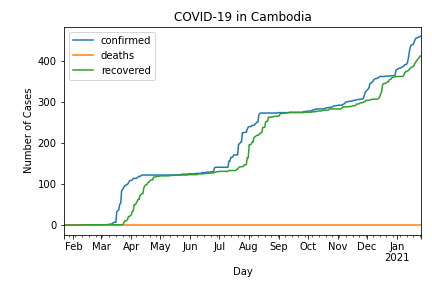 COVID-19 in Cambodia
confirmed
deaths
recovered
Number of Cases
400
300
200
100
0
Feb Mar Apr May Jun Jul Aug Sep Oct Nov Dec Jan
2021
Day